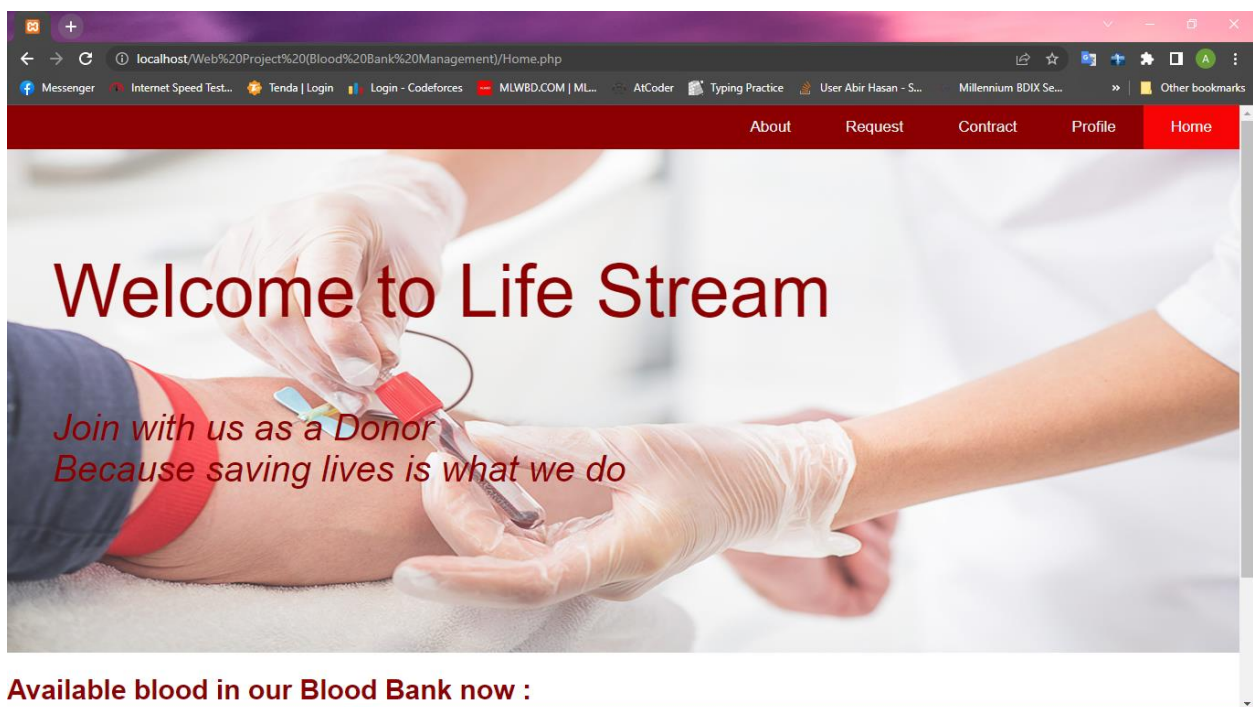 localhost/Web%20Project%20(Blood%20Bank%20Management)/Home.php
Messenger Internet Speed Test... Tenda | Login Login - Codeforces MLWBD.COM | ML... AtCoder Typing Practice User Abir Hasan - S... Millennium BDIX Se... » Other bookmarks
A
About Request Contract Profile Home
Welcome to Life Stream
Join with us as a Donor
Because saving lives is what we do
Available blood in our Blood Bank now :